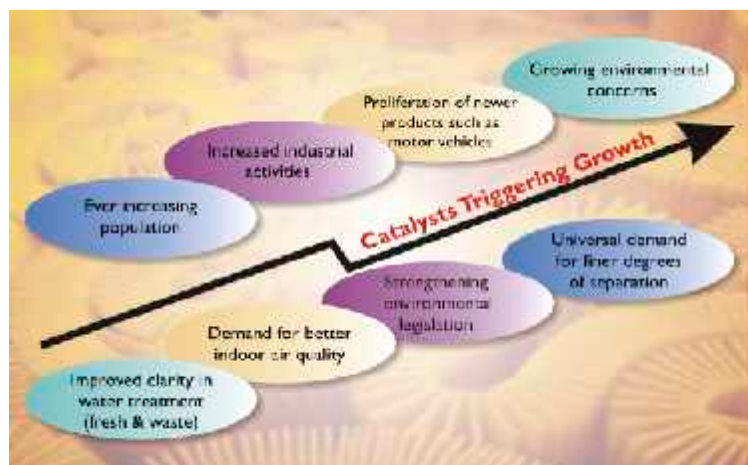 Growing environmental
concerns
Proliferation of newer
products such as
motor vehicles
Increased industrial
activities
Ever increasing
population
Catalysts Triggering Growth
Universal demand
for finer degrees
of separation
Strengthening
environmental
legislation
Demand for better
indoor air quality
Improved clarity in
water treatment
(fresh & waste)